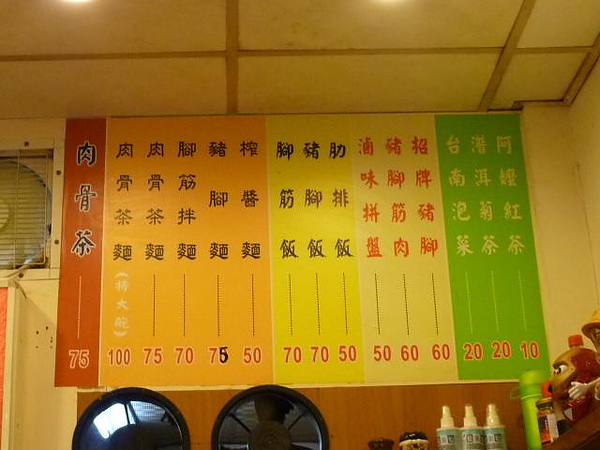 肉骨茶 75
肉骨茶麵(特大碗) 100
肉骨茶麵 75
腳筋拌麵 70
豬腳麵 75
榨醬麵 50
腳筋飯 70
豬腳飯 70
肋排飯 50
滷味拼盤 50
豬腳筋肉 60
招牌豬腳 60
台南泡菜 20
潽洱菊茶 20
阿嬤紅茶 10